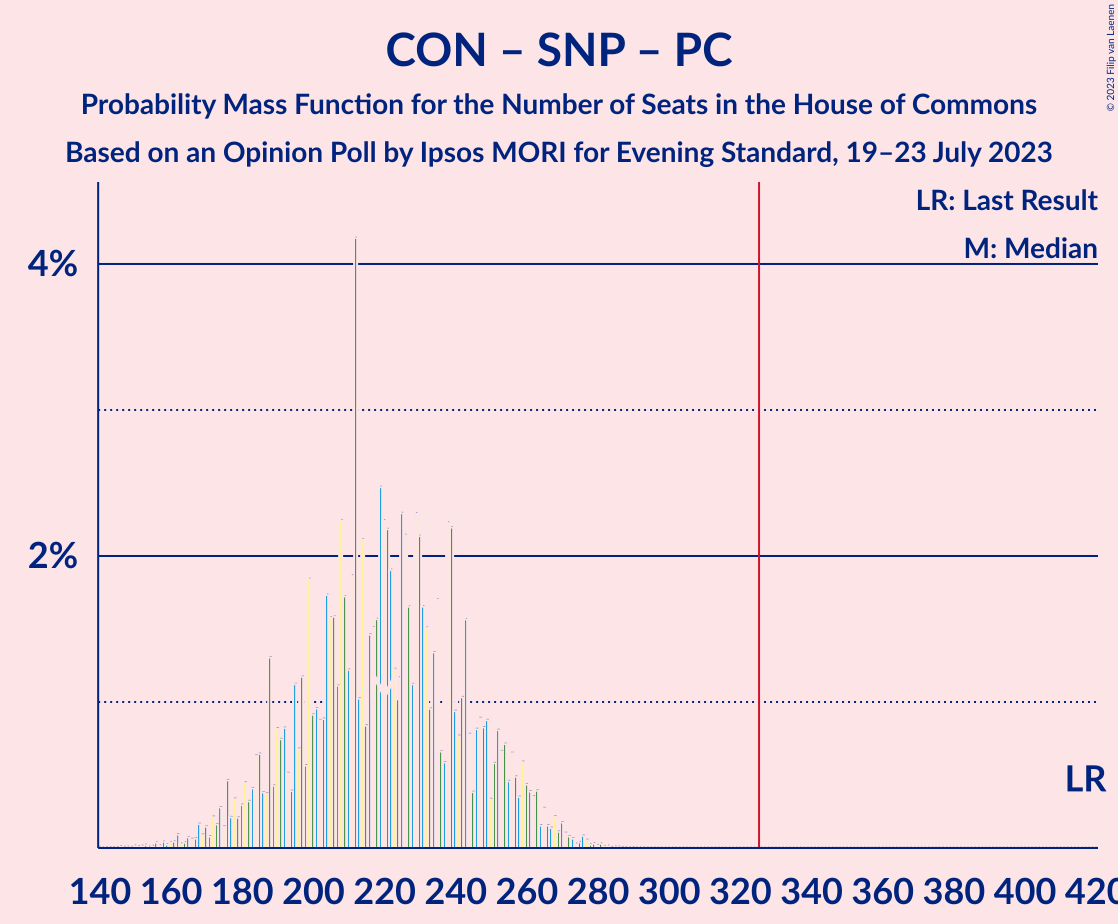 CON – SNP – PC
Probability Mass Function for the Number of Seats in the House of Commons
Based on an Opinion Poll by Ipsos MORI for Evening Standard, 19–23 July 2023
© 2023 Filip van Laenen
LR: Last Result
M: Median
4%
2%
LR
140 160 180 200 220 240 260 280 300 320 340 360 380 400 420